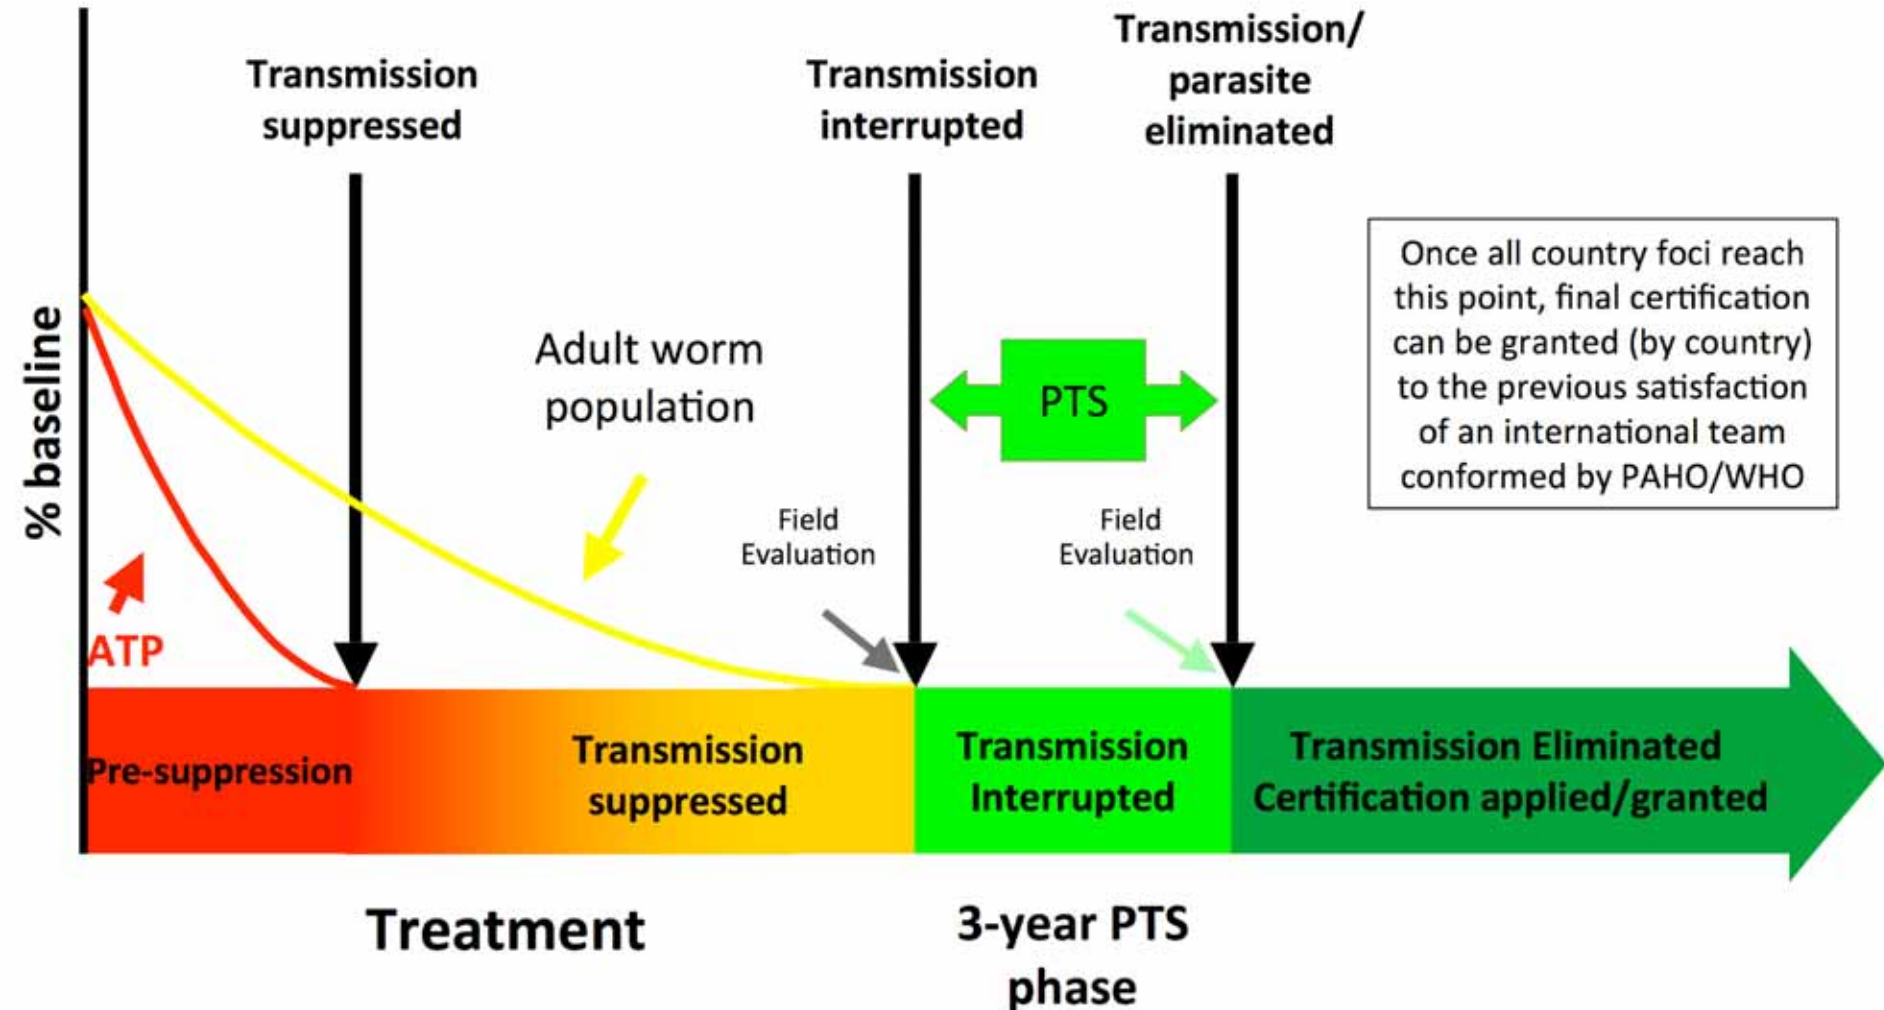 Transmission
suppressed
Transmission
interrupted
Transmission/
parasite
eliminated
Once all country foci reach
this point, final certification
can be granted (by country)
to the previous satisfaction
of an international team
conformed by PAHO/WHO
% baseline
Adult worm
population
PTS
Field
Evaluation
Field
Evaluation
ATP
Pre-suppression
Transmission
suppressed
Transmission
Interrupted
Transmission Eliminated
Certification applied/granted
Treatment
3-year PTS
phase